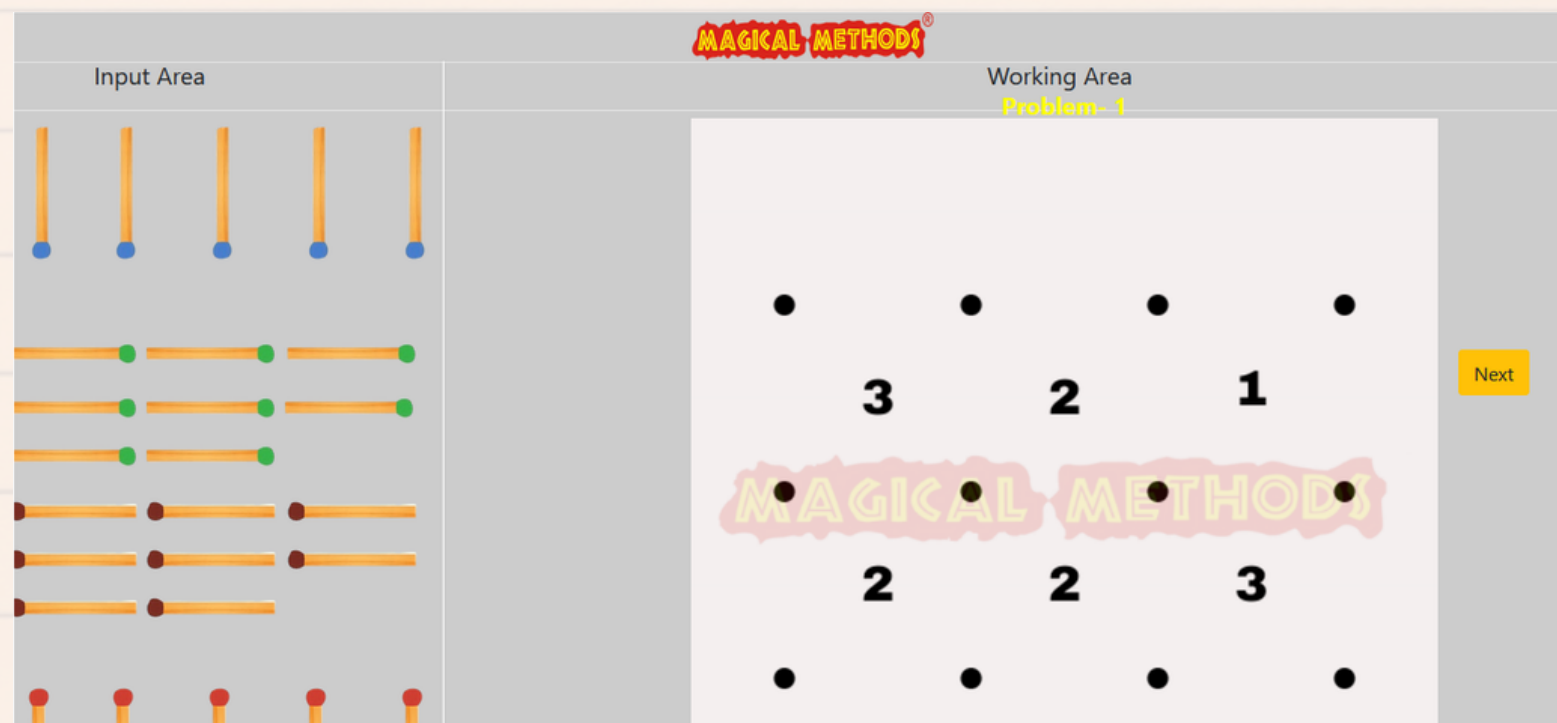 MAGICAL METHODS®
Input Area
Working Area
Problem- 1
3 2 1
Next
MAGICAL METHODS
2 2 3